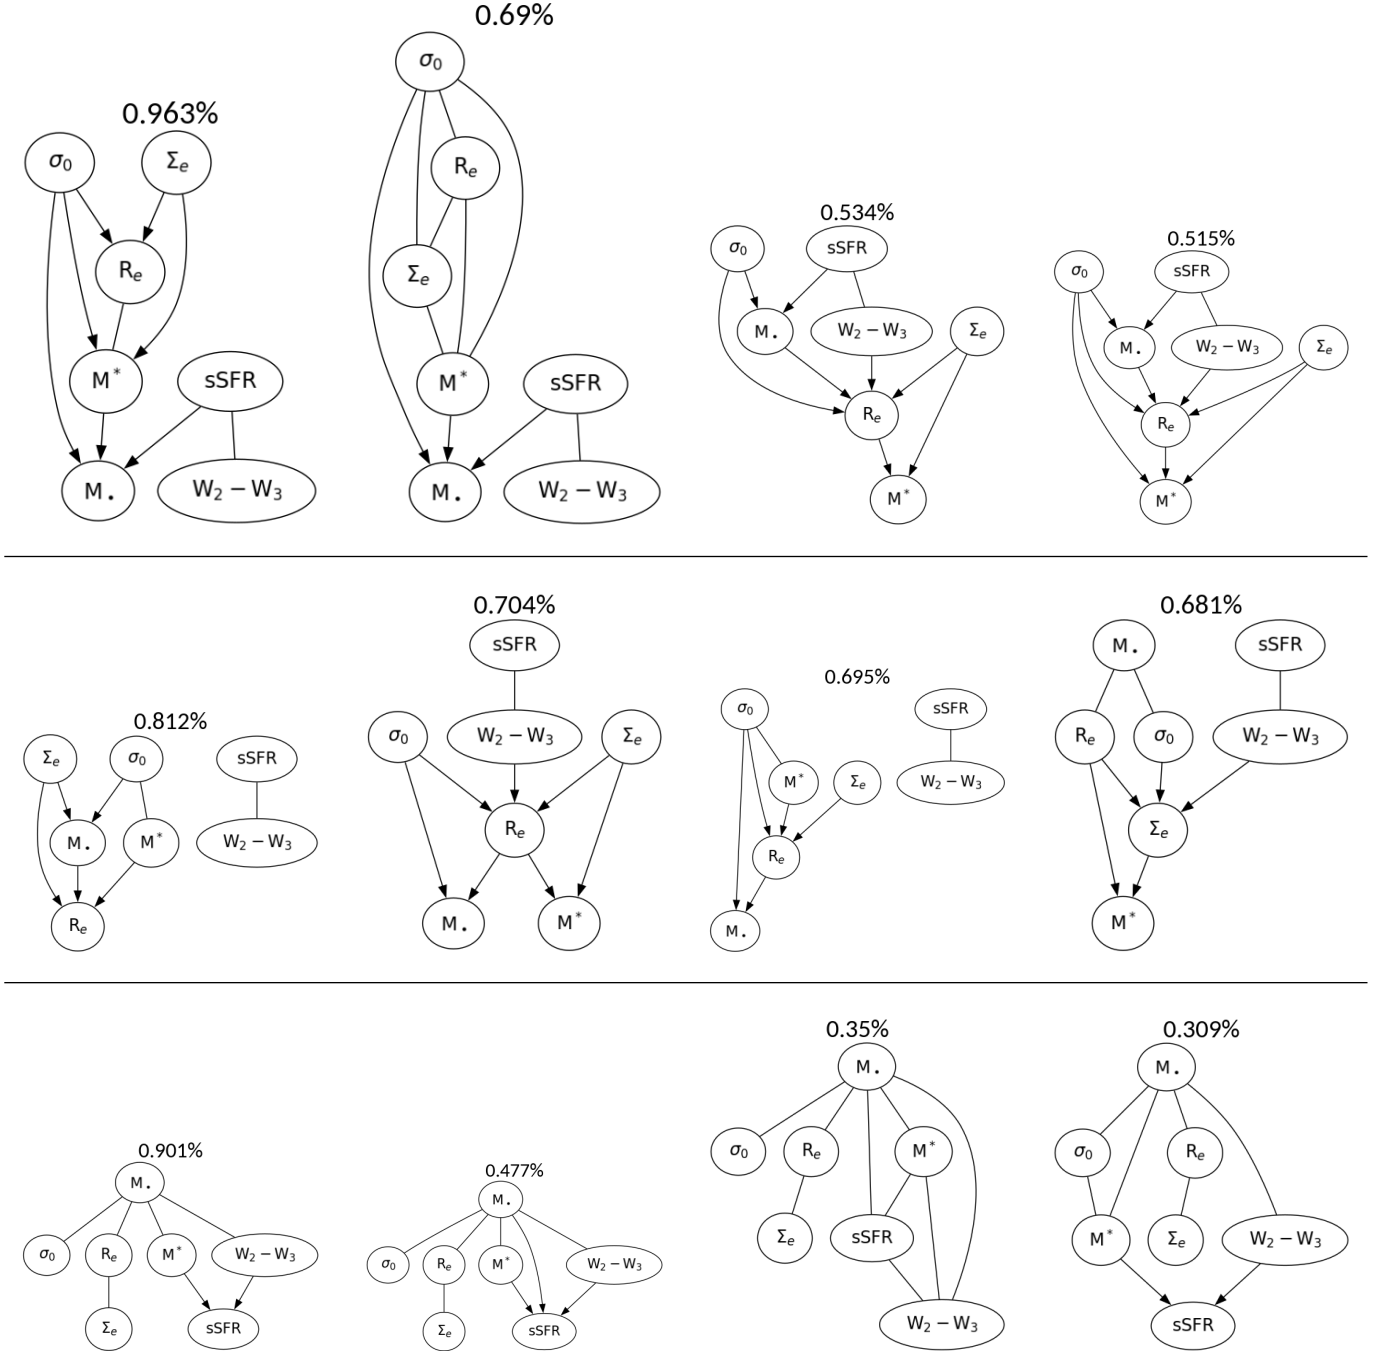 0.963%
σ₀
Σₑ
Rₑ
M*
sSFR
M•
W₂ − W₃
0.69%
σ₀
Rₑ
Σₑ
M*
sSFR
M•
W₂ − W₃
0.534%
σ₀
sSFR
M•
W₂ − W₃
Σₑ
Rₑ
M*
0.515%
σ₀
sSFR
M•
W₂ − W₃
Σₑ
Rₑ
M*
0.812%
Σₑ
σ₀
sSFR
M•
M*
W₂ − W₃
Rₑ
0.704%
sSFR
σ₀
W₂ − W₃
Σₑ
Rₑ
M•
M*
0.695%
σ₀
sSFR
M*
Σₑ
W₂ − W₃
Rₑ
M•
0.681%
M•
sSFR
Rₑ
σ₀
W₂ − W₃
Σₑ
M*
0.901%
M•
σ₀
Rₑ
M*
W₂ − W₃
Σₑ
sSFR
0.477%
M•
σ₀
Rₑ
M*
W₂ − W₃
Σₑ
sSFR
0.35%
M•
σ₀
Rₑ
M*
Σₑ
sSFR
W₂ − W₃
0.309%
M•
σ₀
Rₑ
M*
Σₑ
W₂ − W₃
sSFR